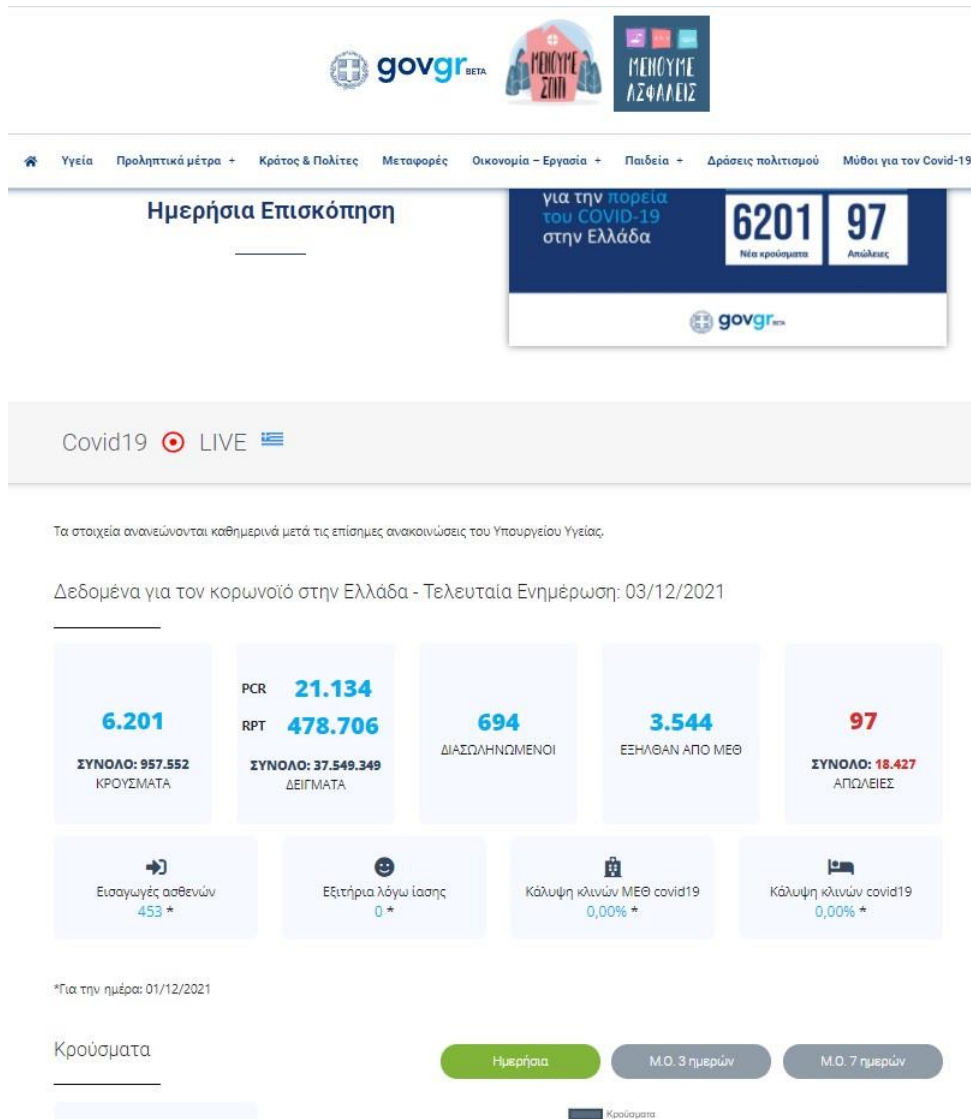 govgr BETA
ΜΕΝΟΥΜΕ
ΣΠΙΤΙ
ΜΕΝΟΥΜΕ
ΑΣΦΑΛΕΙΣ
Υγεία Προληπτικά μέτρα + Κράτος & Πολίτες Μεταφορές Οικονομία – Εργασία + Παιδεία + Δράσεις πολιτισμού Μύθοι για τον Covid-19
Ημερήσια Επισκόπηση
για την πορεία
του COVID-19
στην Ελλάδα
6201 97
Νέα κρούσματα Απώλειες
govgr BETA
Covid19 LIVE
Τα στοιχεία ανανεώνονται καθημερινά μετά τις επίσημες ανακοινώσεις του Υπουργείου Υγείας.
Δεδομένα για τον κορωνοϊό στην Ελλάδα - Τελευταία Ενημέρωση: 03/12/2021
6.201
ΣΥΝΟΛΟ: 957.552
ΚΡΟΥΣΜΑΤΑ
PCR 21.134
RPT 478.706
ΣΥΝΟΛΟ: 37.549.349
ΔΕΙΓΜΑΤΑ
694
ΔΙΑΣΩΛΗΝΩΜΕΝΟΙ
3.544
ΕΞΗΛΘΑΝ ΑΠΟ ΜΕΘ
97
ΣΥΝΟΛΟ: 18.427
ΑΠΩΛΕΙΕΣ
Εισαγωγές ασθενών
453 *
Εξιτήρια λόγω ίασης
0 *
Κάλυψη κλινών ΜΕΘ covid19
0,00% *
Κάλυψη κλινών covid19
0,00% *
*Για την ημέρα: 01/12/2021
Κρούσματα
Ημερήσια Μ.Ο. 3 ημερών Μ.Ο. 7 ημερών
Κρούσματα